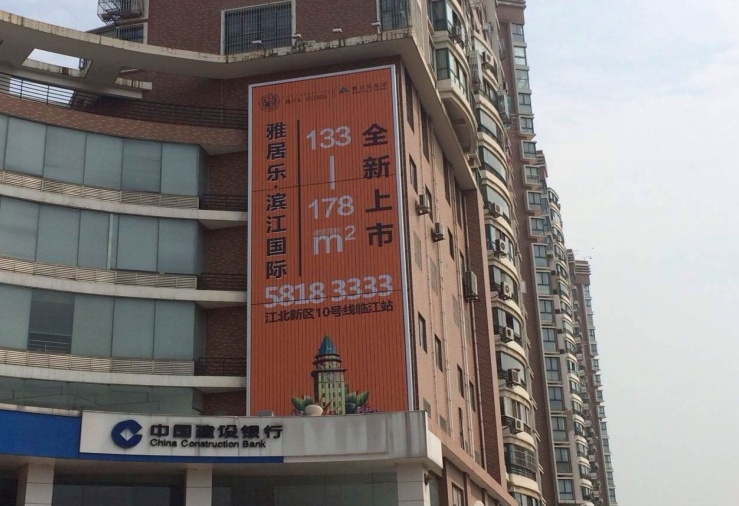 雅居乐·滨江国际
133
178
m²
全新上市
5818 3333
江北新区10号线临江站
中国建设银行
China Construction Bank